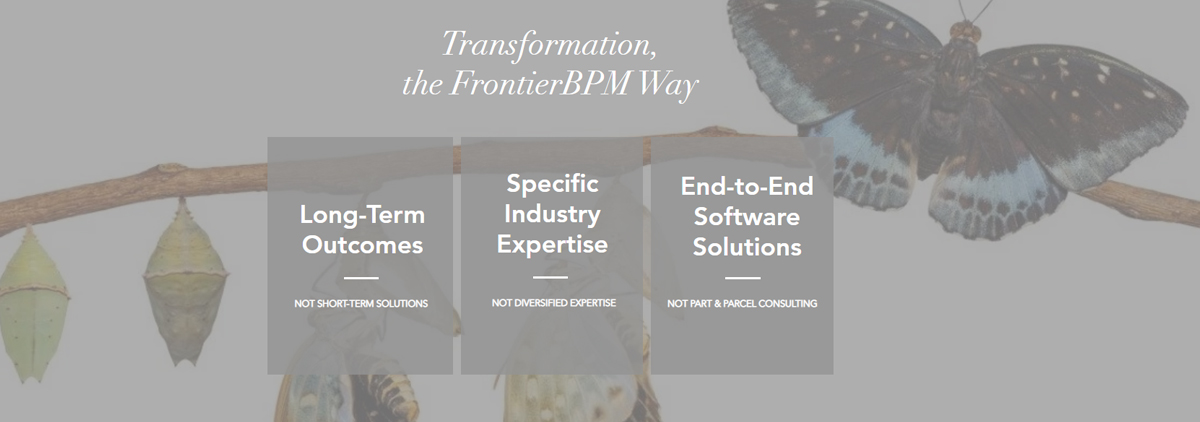 Transformation,
the FrontierBPM Way
Long-Term
Outcomes
NOT SHORT-TERM SOLUTIONS
Specific
Industry
Expertise
NOT DIVERSIFIED EXPERTISE
End-to-End
Software
Solutions
NOT PART & PARCEL CONSULTING